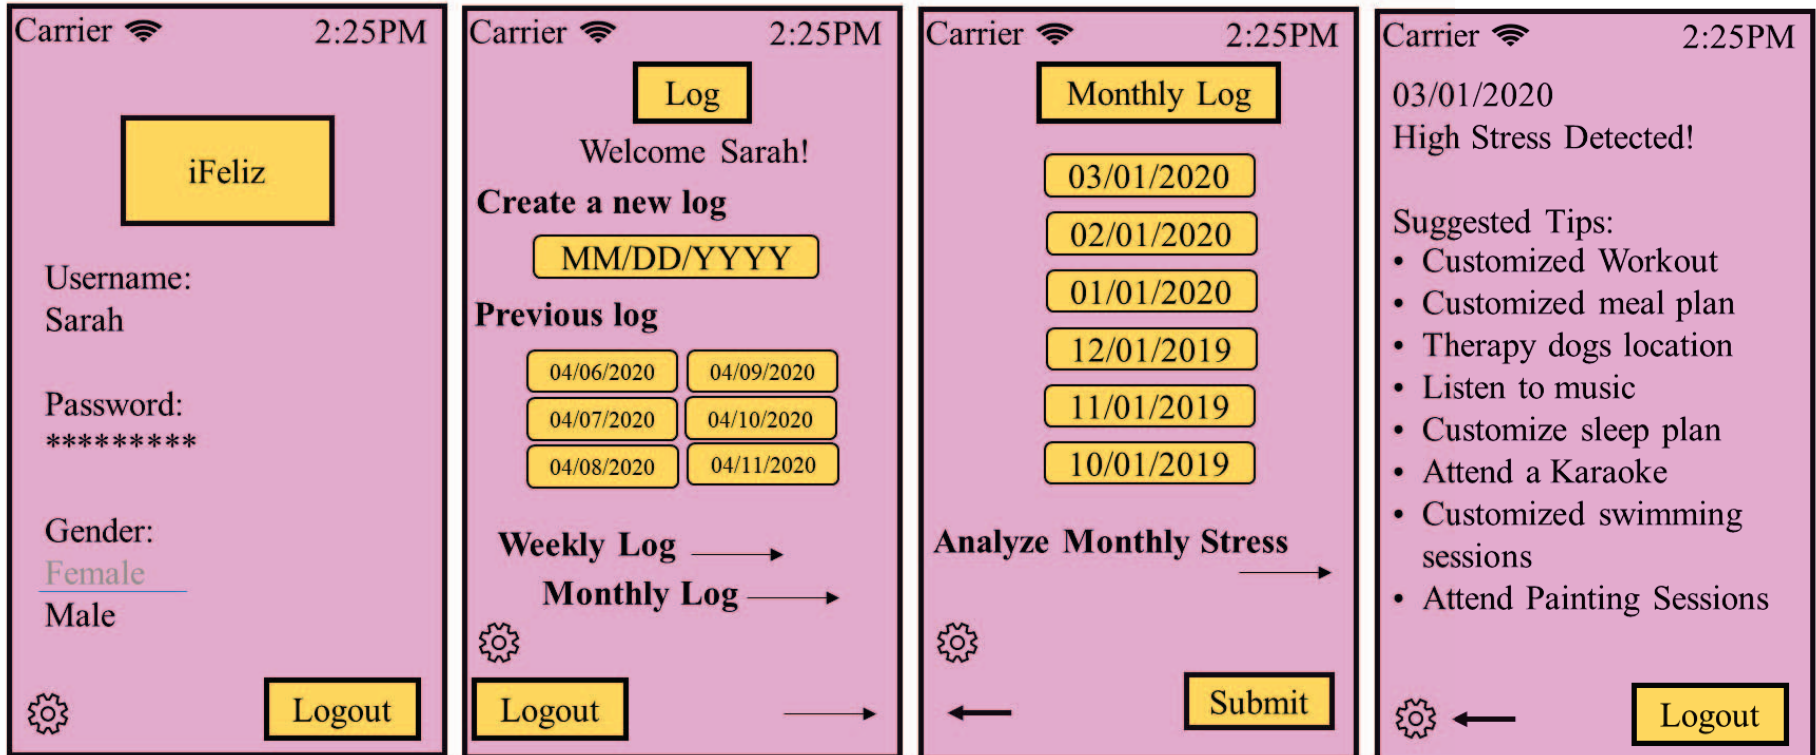 Carrier 2:25PM
iFeliz
Username:
Sarah
Password:
*********
Gender:
Female
Male
Logout
Carrier 2:25PM
Log
Welcome Sarah!
Create a new log
MM/DD/YYYY
Previous log
04/06/2020 04/09/2020
04/07/2020 04/10/2020
04/08/2020 04/11/2020
Weekly Log
Monthly Log
Logout
Carrier 2:25PM
Monthly Log
03/01/2020
02/01/2020
01/01/2020
12/01/2019
11/01/2019
10/01/2019
Analyze Monthly Stress
Submit
Carrier 2:25PM
03/01/2020
High Stress Detected!
Suggested Tips:
• Customized Workout
• Customized meal plan
• Therapy dogs location
• Listen to music
• Customize sleep plan
• Attend a Karaoke
• Customized swimming
sessions
• Attend Painting Sessions
Logout